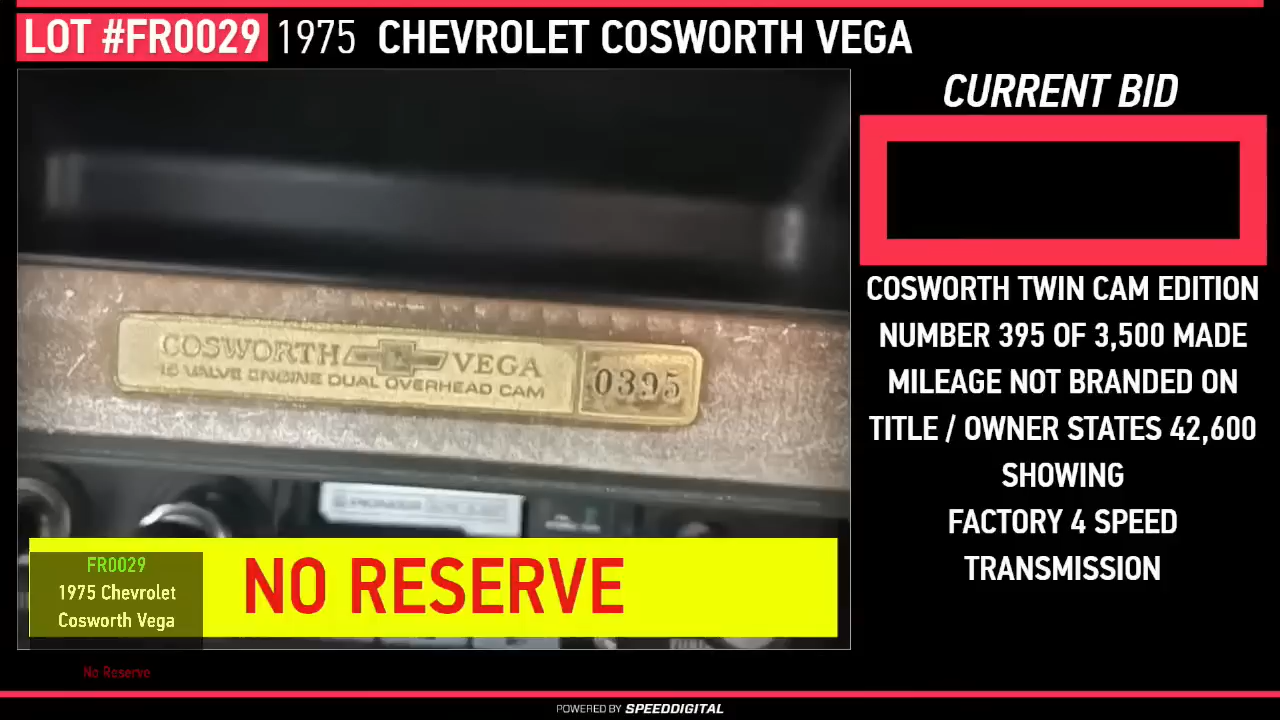 LOT #FR0029 1975 CHEVROLET COSWORTH VEGA
CURRENT BID
COSWORTH TWIN CAM EDITION
NUMBER 395 OF 3,500 MADE
MILEAGE NOT BRANDED ON
TITLE / OWNER STATES 42,600
SHOWING
FACTORY 4 SPEED
TRANSMISSION
COSWORTH VEGA
16 VALVE ENGINE DUAL OVERHEAD CAM
0395
PIONEER
NO RESERVE
FR0029
1975 Chevrolet
Cosworth Vega
No Reserve
POWERED BY SPEEDDIGITAL